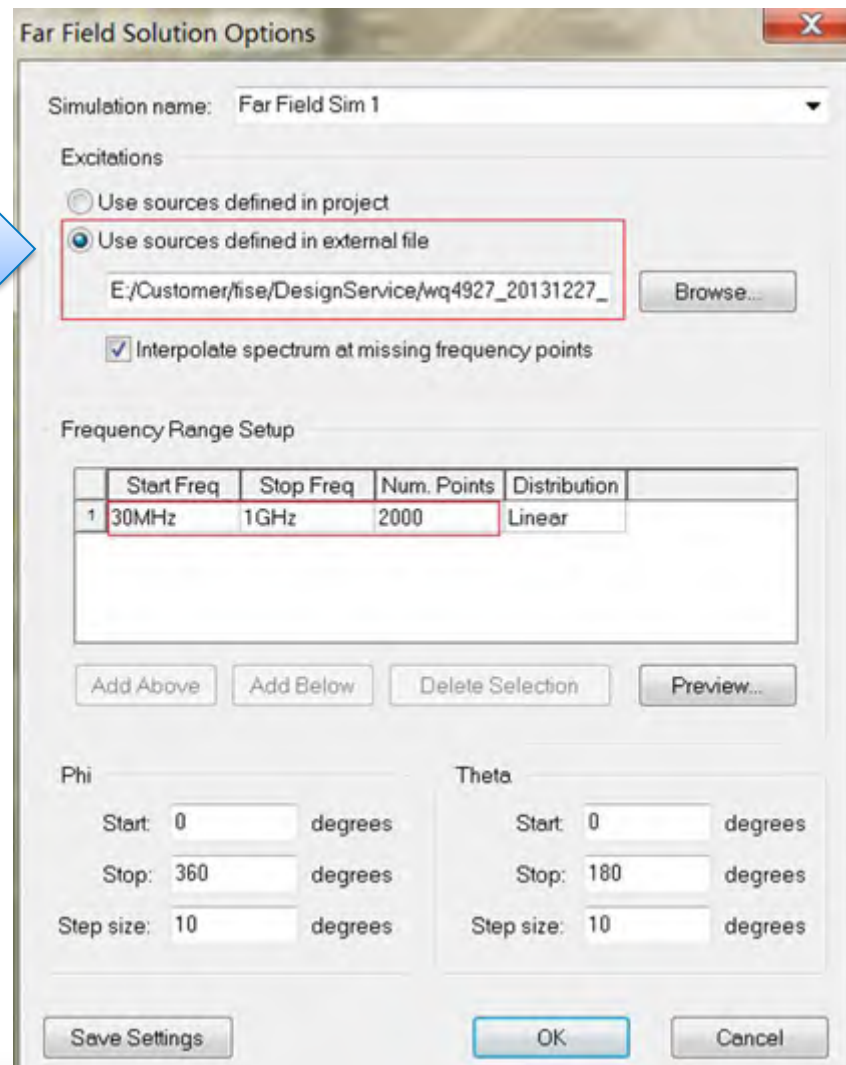 Far Field Solution Options
Simulation name: Far Field Sim 1
Excitations
Use sources defined in project
Use sources defined in external file
E:/Customer/fise/DesignService/wq4927_20131227_ Browse...
Interpolate spectrum at missing frequency points
Frequency Range Setup
Start Freq Stop Freq Num. Points Distribution
1 30MHz 1GHz 2000 Linear
Add Above Add Below Delete Selection Preview...
Phi Theta
Start: 0 degrees Start: 0 degrees
Stop: 360 degrees Stop: 180 degrees
Step size: 10 degrees Step size: 10 degrees
Save Settings OK Cancel